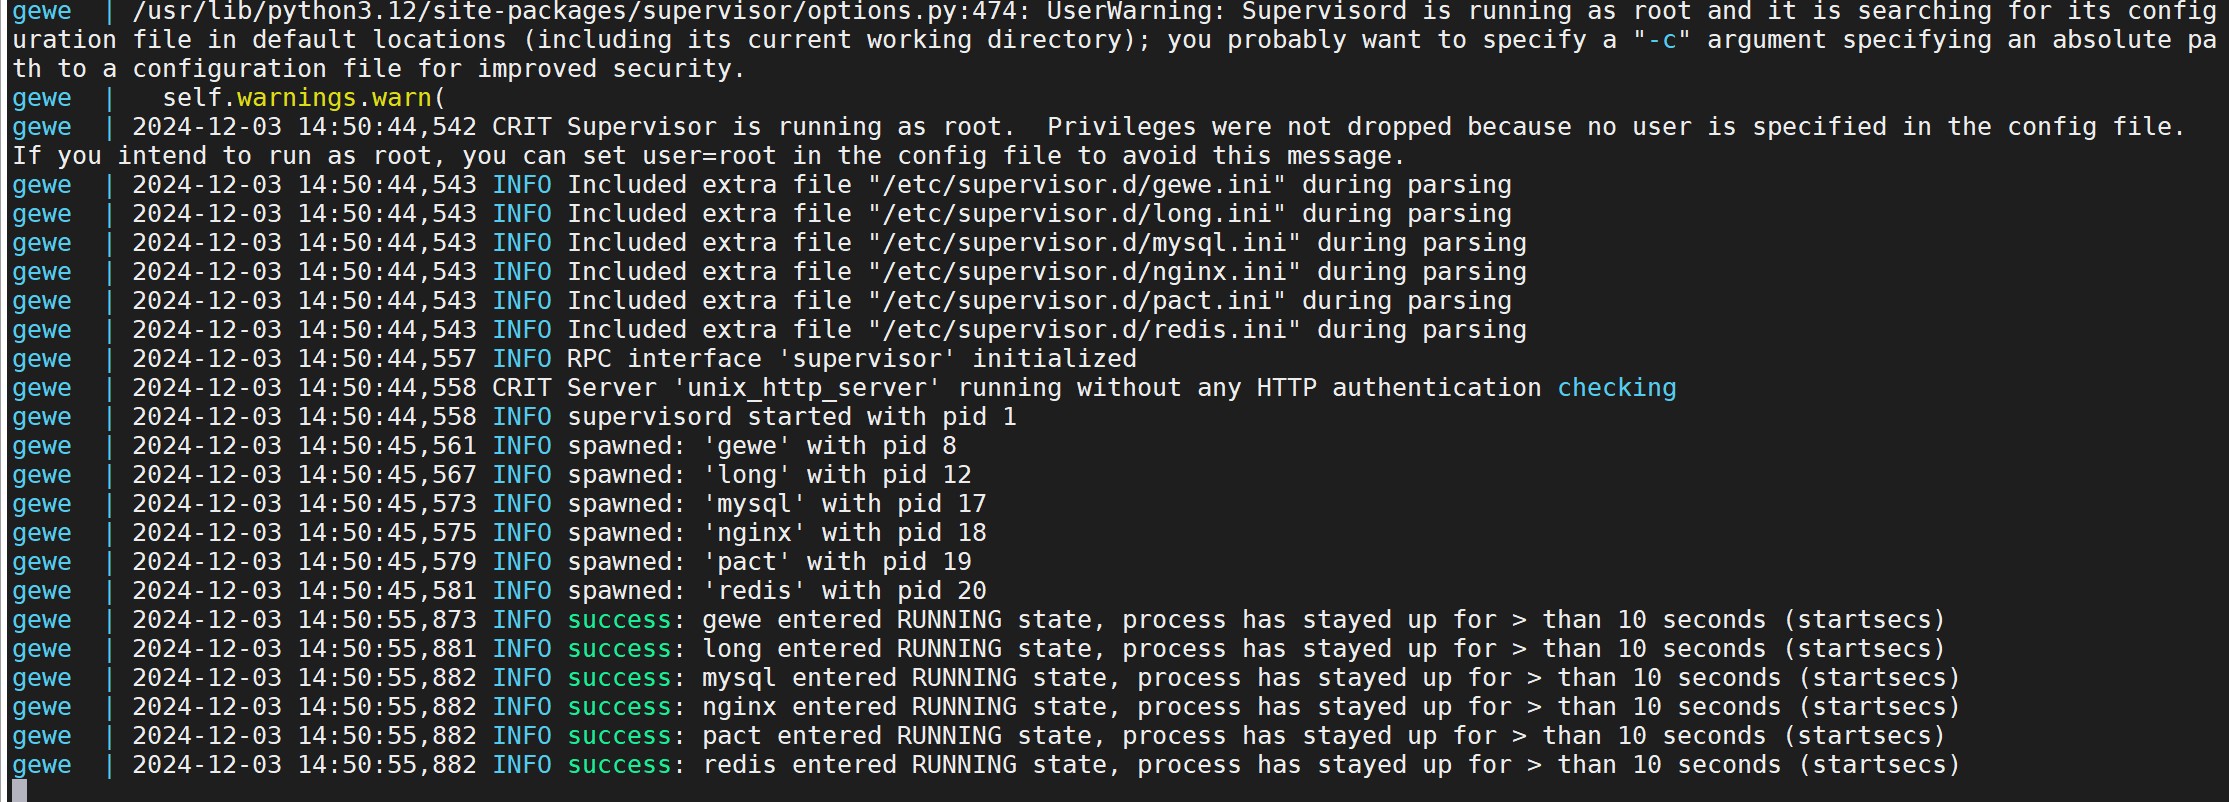 gewe  | /usr/lib/python3.12/site-packages/supervisor/options.py:474: UserWarning: Supervisord is running as root and it is searching for its config
uration file in default locations (including its current working directory); you probably want to specify a "-c" argument specifying an absolute pa
th to a configuration file for improved security.
gewe  |   self.warnings.warn(
gewe  | 2024-12-03 14:50:44,542 CRIT Supervisor is running as root.  Privileges were not dropped because no user is specified in the config file.
If you intend to run as root, you can set user=root in the config file to avoid this message.
gewe  | 2024-12-03 14:50:44,543 INFO Included extra file "/etc/supervisor.d/gewe.ini" during parsing
gewe  | 2024-12-03 14:50:44,543 INFO Included extra file "/etc/supervisor.d/long.ini" during parsing
gewe  | 2024-12-03 14:50:44,543 INFO Included extra file "/etc/supervisor.d/mysql.ini" during parsing
gewe  | 2024-12-03 14:50:44,543 INFO Included extra file "/etc/supervisor.d/nginx.ini" during parsing
gewe  | 2024-12-03 14:50:44,543 INFO Included extra file "/etc/supervisor.d/pact.ini" during parsing
gewe  | 2024-12-03 14:50:44,543 INFO Included extra file "/etc/supervisor.d/redis.ini" during parsing
gewe  | 2024-12-03 14:50:44,557 INFO RPC interface 'supervisor' initialized
gewe  | 2024-12-03 14:50:44,558 CRIT Server 'unix_http_server' running without any HTTP authentication checking
gewe  | 2024-12-03 14:50:44,558 INFO supervisord started with pid 1
gewe  | 2024-12-03 14:50:45,561 INFO spawned: 'gewe' with pid 8
gewe  | 2024-12-03 14:50:45,567 INFO spawned: 'long' with pid 12
gewe  | 2024-12-03 14:50:45,573 INFO spawned: 'mysql' with pid 17
gewe  | 2024-12-03 14:50:45,575 INFO spawned: 'nginx' with pid 18
gewe  | 2024-12-03 14:50:45,579 INFO spawned: 'pact' with pid 19
gewe  | 2024-12-03 14:50:45,581 INFO spawned: 'redis' with pid 20
gewe  | 2024-12-03 14:50:55,873 INFO success: gewe entered RUNNING state, process has stayed up for > than 10 seconds (startsecs)
gewe  | 2024-12-03 14:50:55,881 INFO success: long entered RUNNING state, process has stayed up for > than 10 seconds (startsecs)
gewe  | 2024-12-03 14:50:55,882 INFO success: mysql entered RUNNING state, process has stayed up for > than 10 seconds (startsecs)
gewe  | 2024-12-03 14:50:55,882 INFO success: nginx entered RUNNING state, process has stayed up for > than 10 seconds (startsecs)
gewe  | 2024-12-03 14:50:55,882 INFO success: pact entered RUNNING state, process has stayed up for > than 10 seconds (startsecs)
gewe  | 2024-12-03 14:50:55,882 INFO success: redis entered RUNNING state, process has stayed up for > than 10 seconds (startsecs)